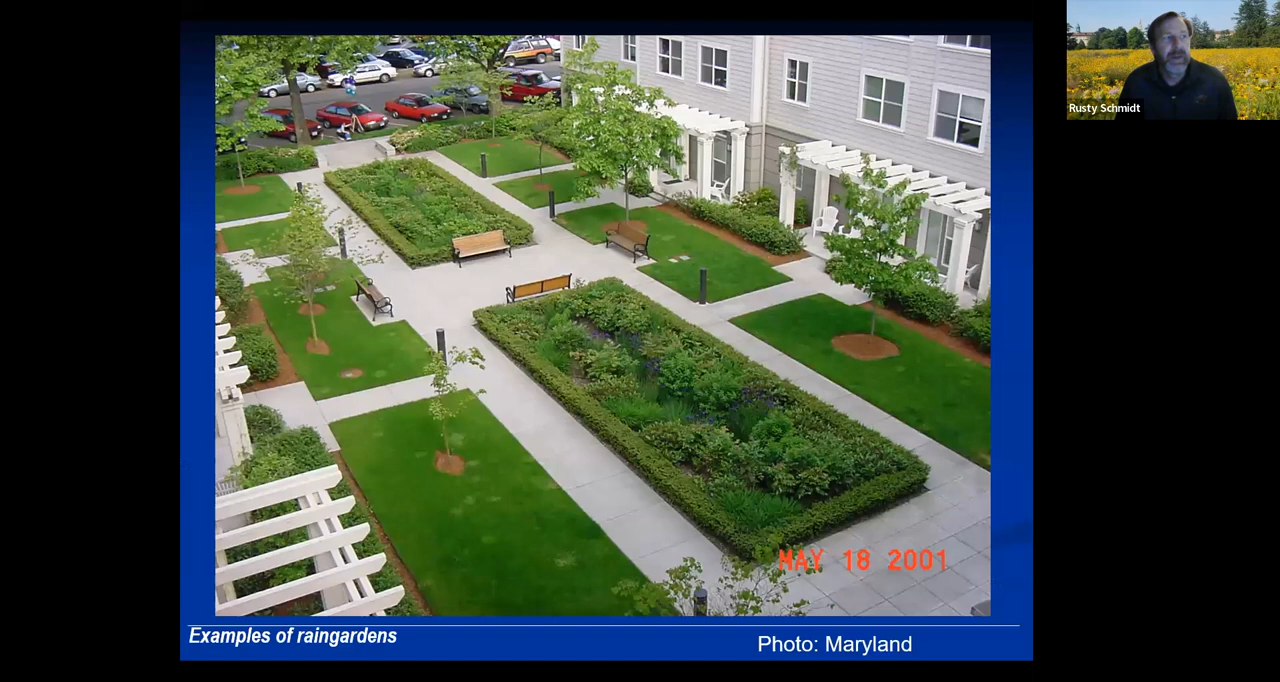 Rusty Schmidt
MAY 18 2001
Examples of raingardens
Photo: Maryland